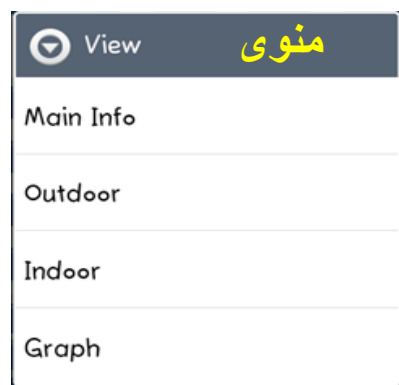 View منوی
Main Info
Outdoor
Indoor
Graph